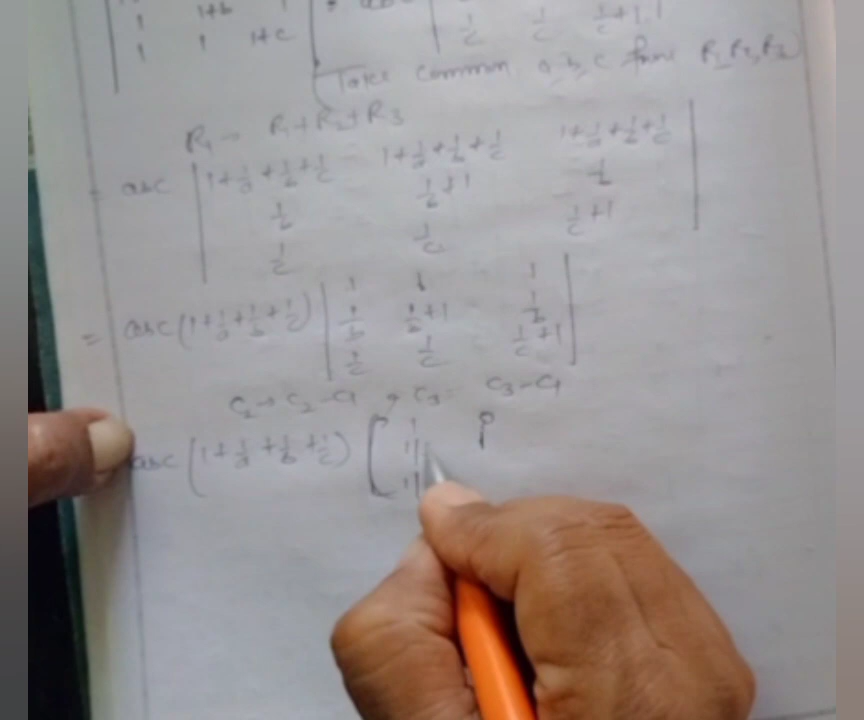 1 1+b 1
1 1 1+c 1/c 1/c 1/c+1
Take common a,b,c from R1,R2,R3
R1 → R1+R2+R3
= abc | 1+1/a+1/b+1/c 1+1/a+1/b+1/c 1+1/a+1/b+1/c |
1/b 1/b+1 1/b
1/c 1/c 1/c+1
= abc(1+1/a+1/b+1/c) | 1 1 1 |
1/b 1/b+1 1/b
1/c 1/c 1/c+1
C2→C2-C1 , C3= C3-C1
abc (1+1/a+1/b+1/c) [ 1